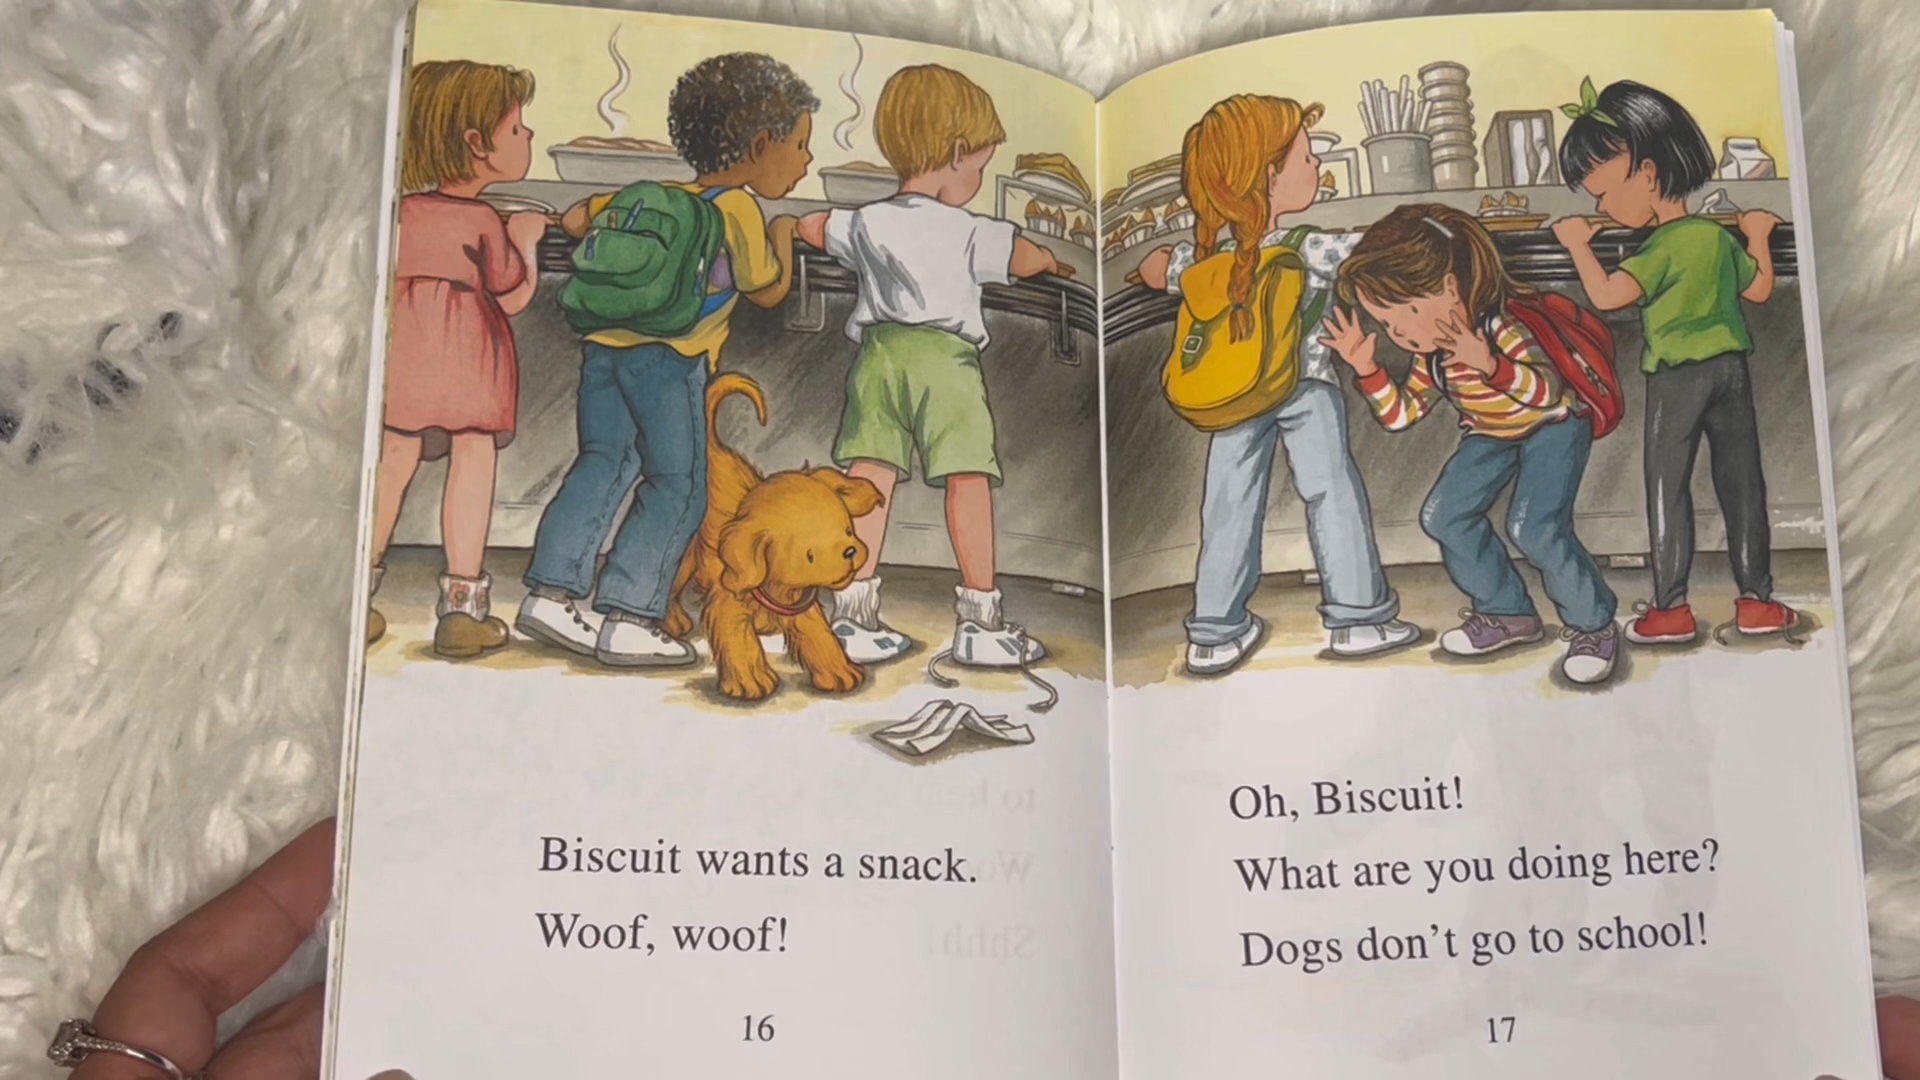 Biscuit wants a snack.
Woof, woof!
16
Oh, Biscuit!
What are you doing here?
Dogs don't go to school!
17